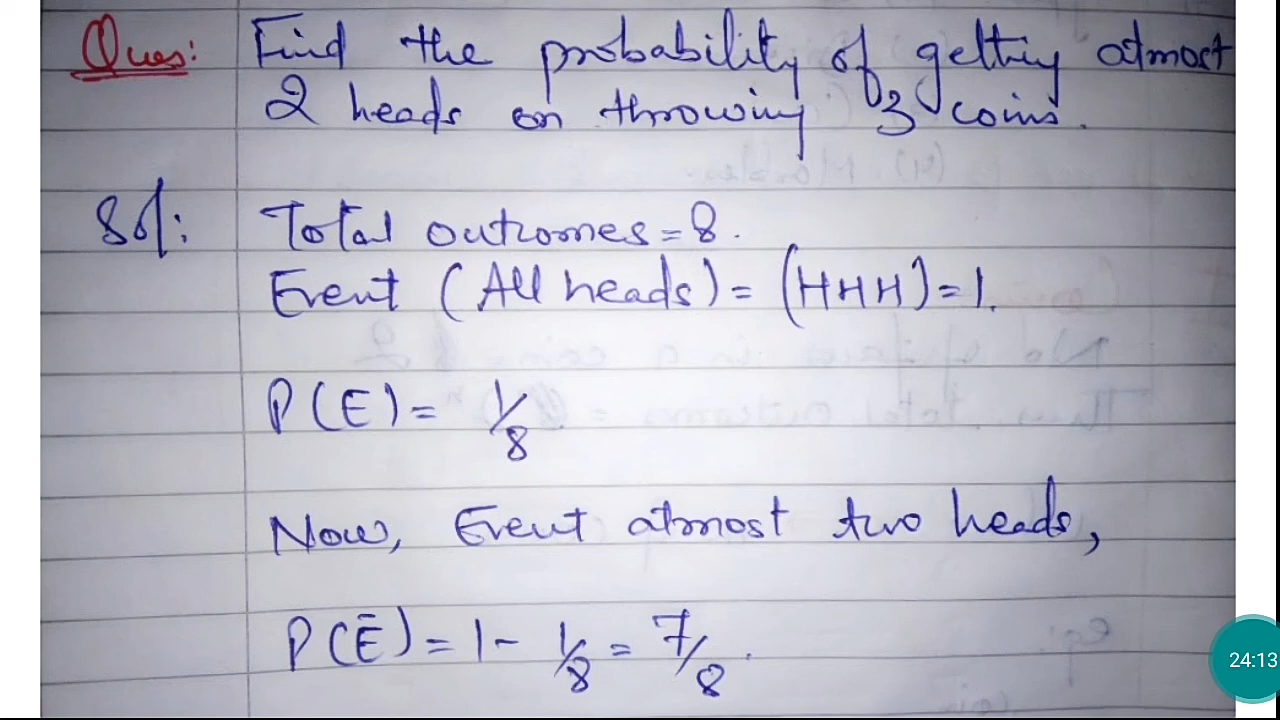 Ques: Find the probability of getting atmost
2 heads on throwing 3 coins.
Sol: Total outcomes = 8.
Event (All heads) = (HHH) = 1.
P(E) = 1/8
Now, Event atmost two heads,
P(Ē) = 1 - 1/8 = 7/8.
24:13